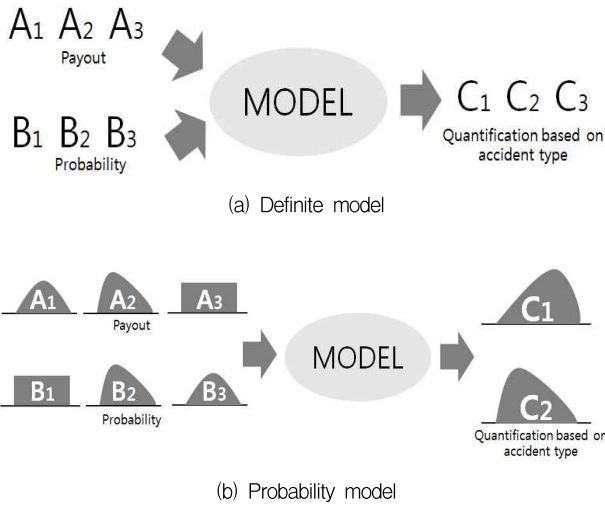 A1 A2 A3
Payout
B1 B2 B3
Probability
MODEL
C1 C2 C3
Quantification based on
accident type
(a) Definite model
A1 A2 A3
Payout
B1 B2 B3
Probability
MODEL
C1
C2
Quantification based on
accident type
(b) Probability model